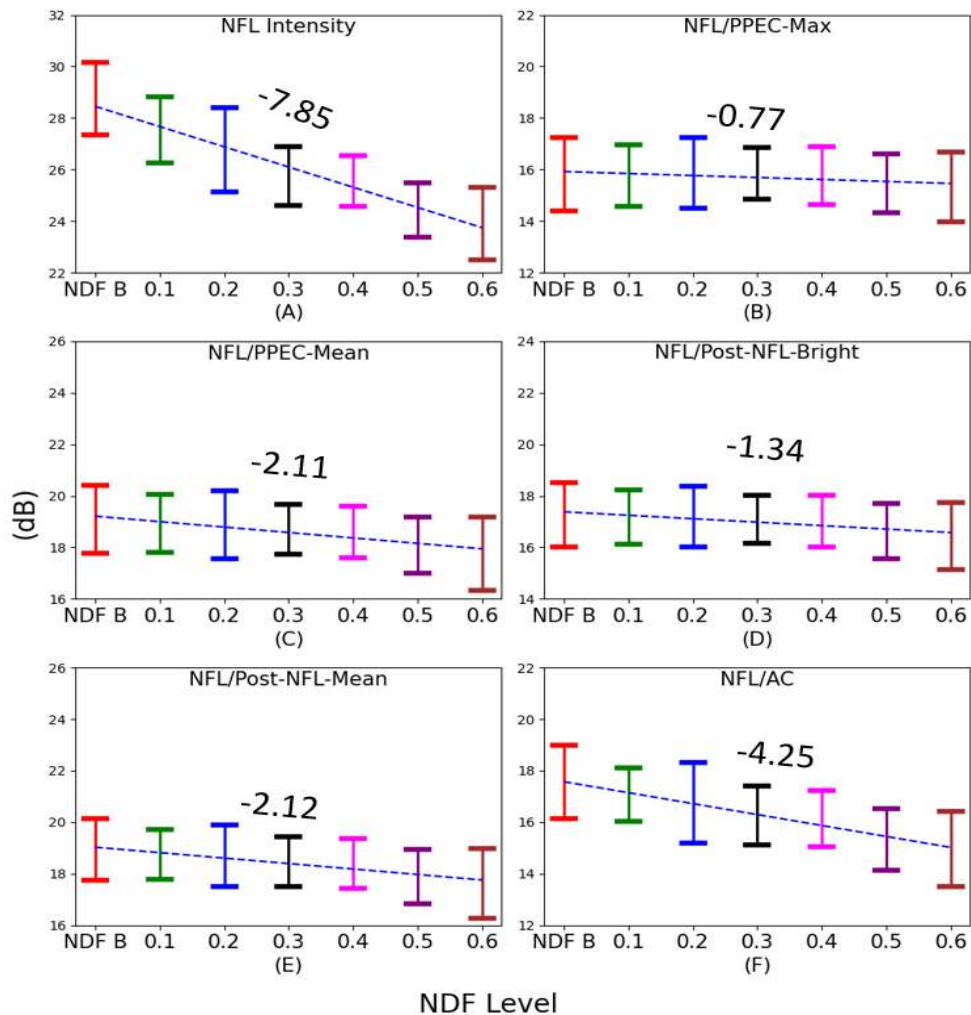 NFL Intensity
32
30
28
26
24
22
-7.85
NDF B 0.1 0.2 0.3 0.4 0.5 0.6
(A)
NFL/PPEC-Max
22
20
18
16
14
12
-0.77
NDF B 0.1 0.2 0.3 0.4 0.5 0.6
(B)
NFL/PPEC-Mean
26
24
22
20
18
16
-2.11
NDF B 0.1 0.2 0.3 0.4 0.5 0.6
(C)
NFL/Post-NFL-Bright
24
22
20
18
16
14
-1.34
NDF B 0.1 0.2 0.3 0.4 0.5 0.6
(D)
(dB)
NFL/Post-NFL-Mean
26
24
22
20
18
16
-2.12
NDF B 0.1 0.2 0.3 0.4 0.5 0.6
(E)
NFL/AC
22
20
18
16
14
12
-4.25
NDF B 0.1 0.2 0.3 0.4 0.5 0.6
(F)
NDF Level